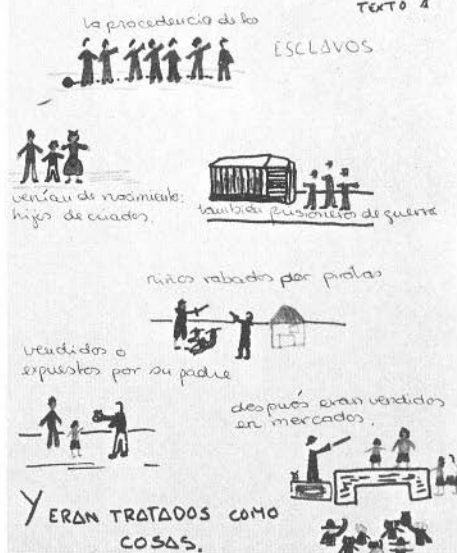 TEXTO 4
la procedencia de los
ESCLAVOS
venían de nacimiento:
hijos de criados.
también prisioneros de guerra
niños robados por piratas
vendidos o
expuestos por su padre
después eran vendidos
en mercados.
Y ERAN TRATADOS COMO
COSAS.